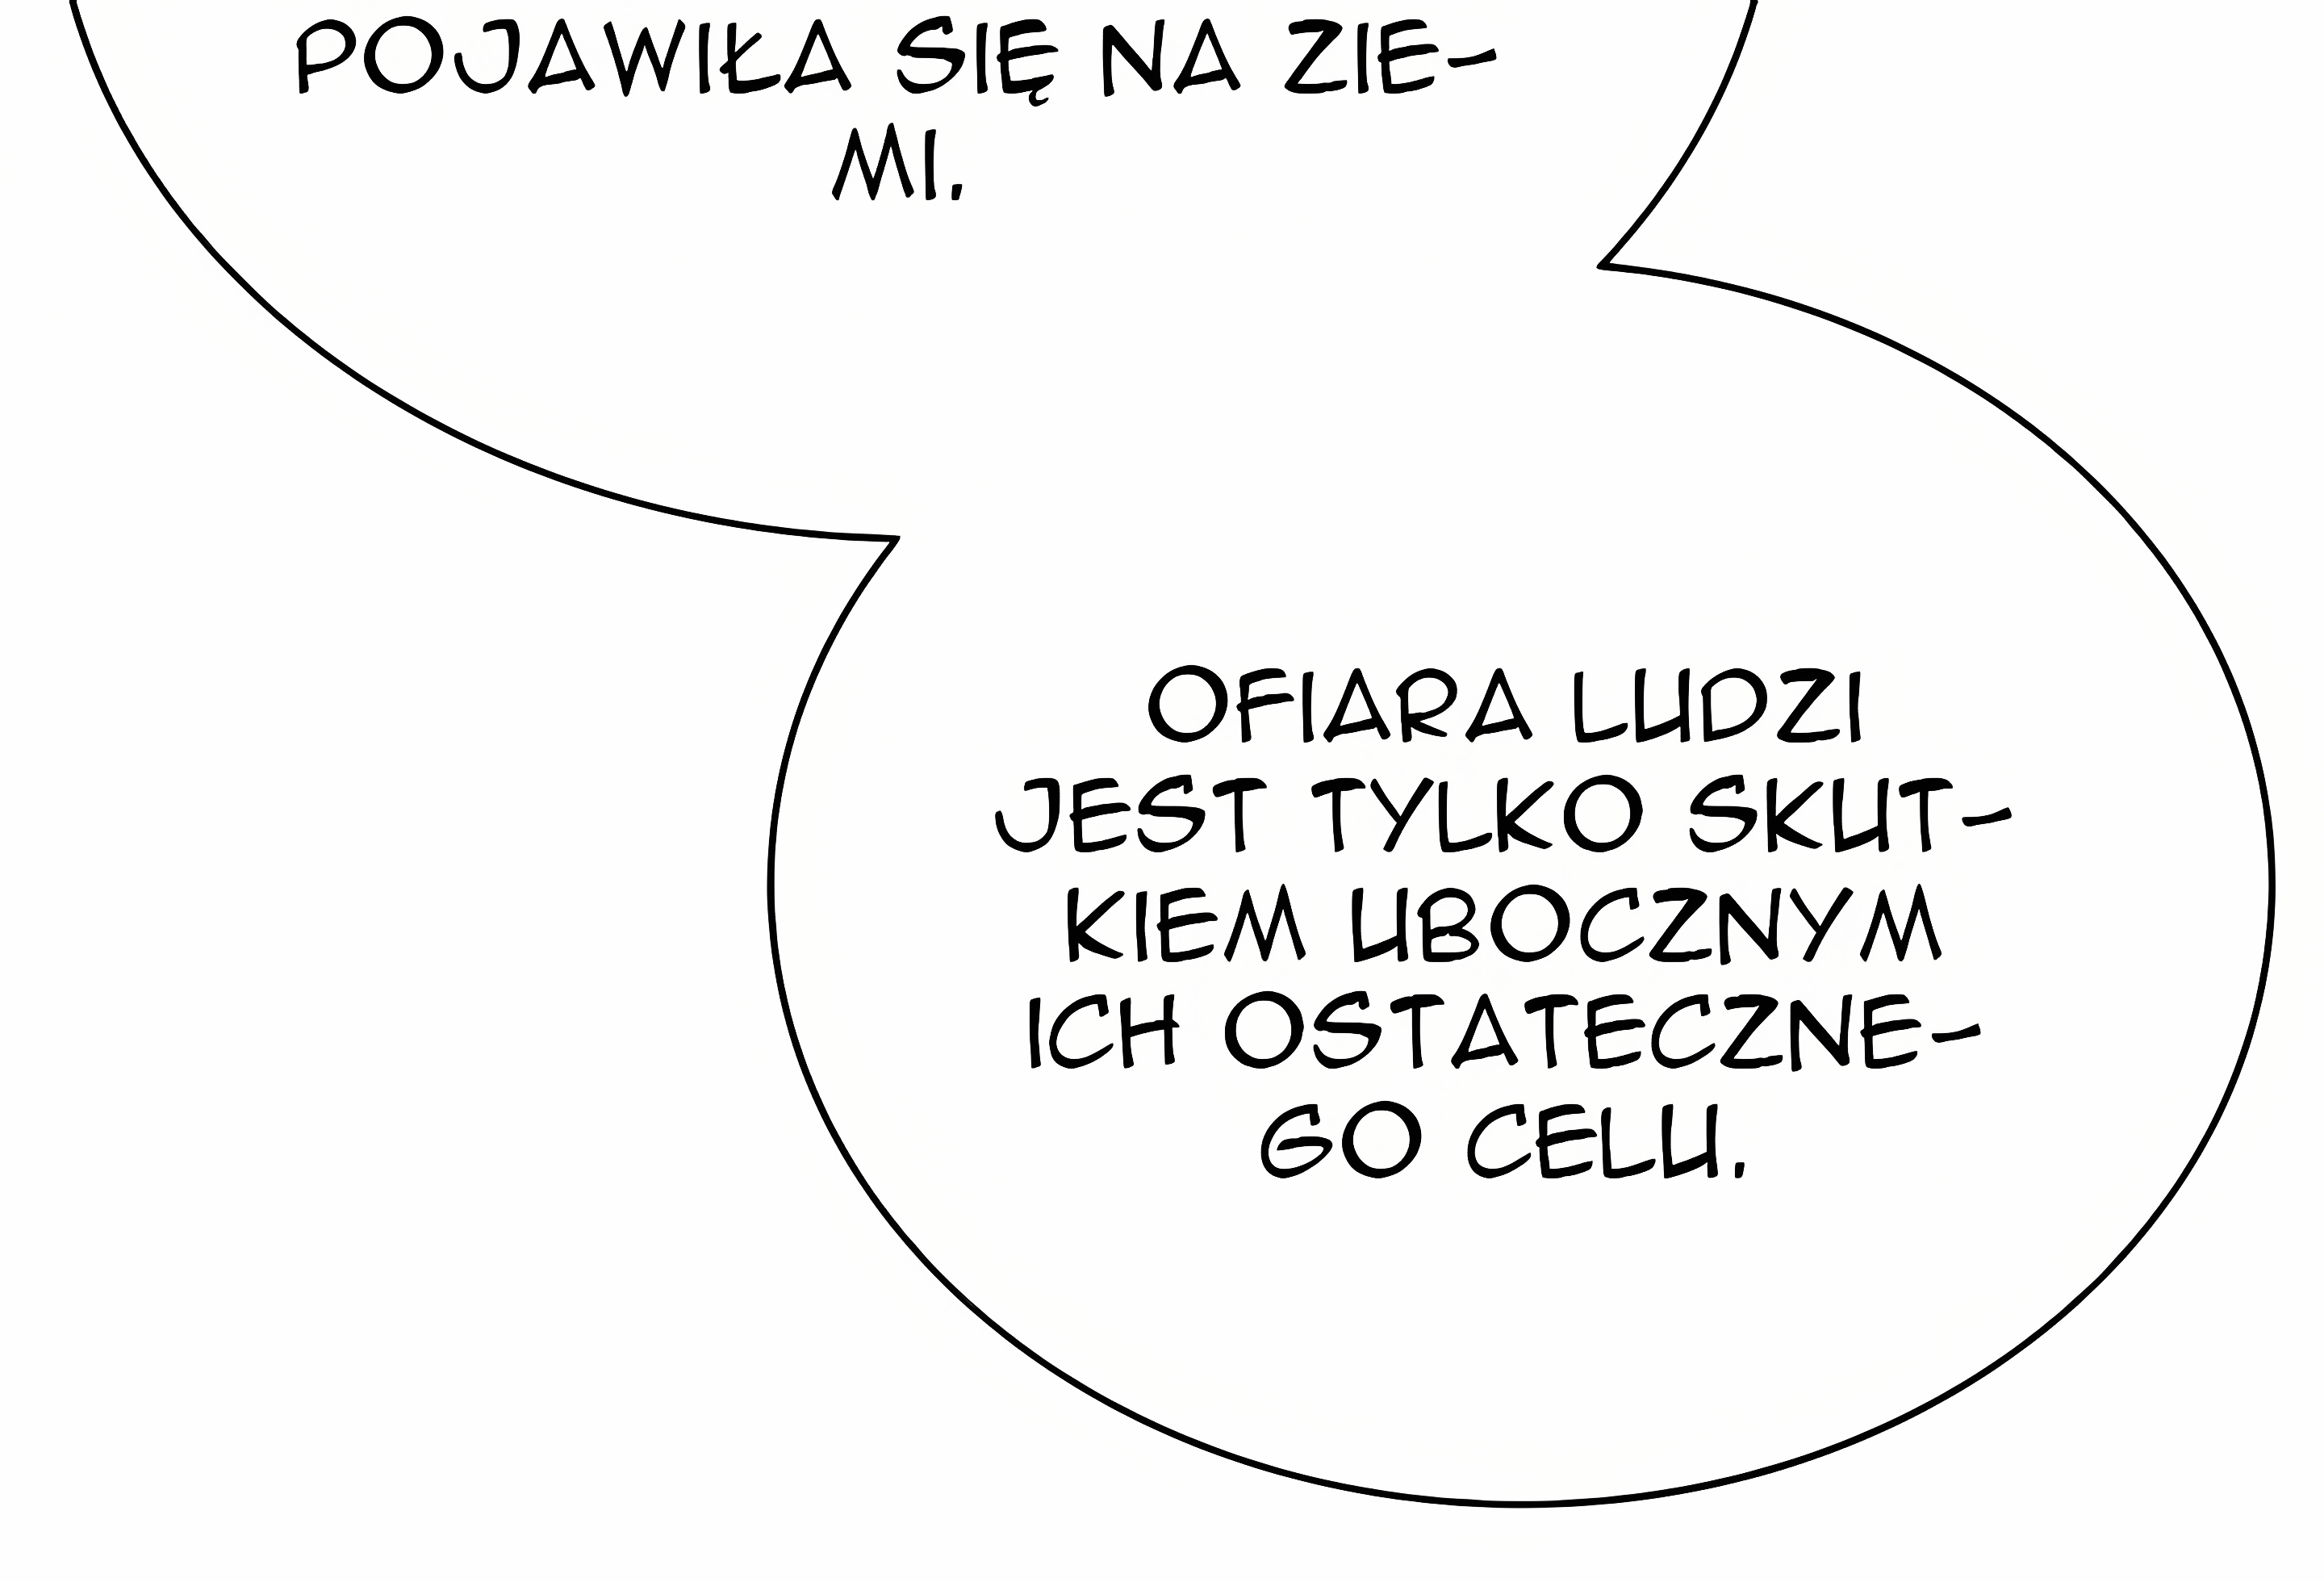 POJAWIŁA SIĘ NA ZIE-
MI.
OFIARA LUDZI
JEST TYLKO SKUT-
KIEM UBOCZNYM
ICH OSTATECZNE-
GO CELU.